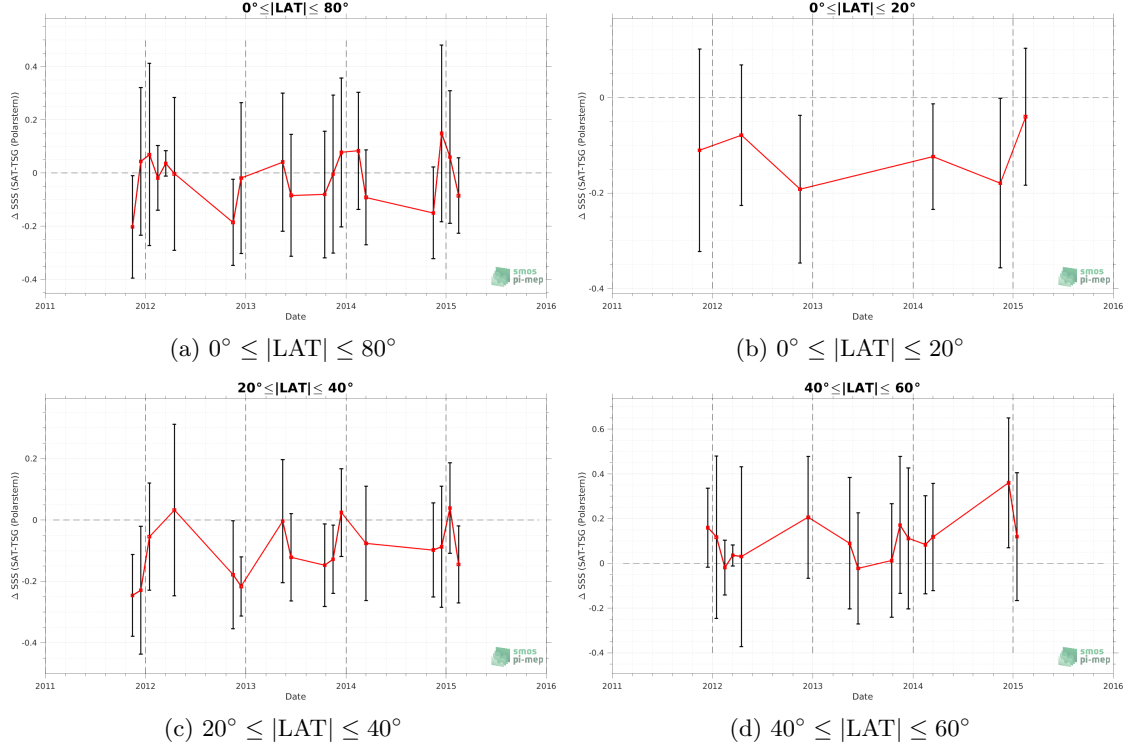 0°≤|LAT|≤ 80°
Δ SSS (SAT-TSG (Polarstern))
0.4
0.2
0
-0.2
-0.4
2011 2012 2013 2014 2015 2016
Date
smos
pi-mep
(a) 0° ≤ |LAT| ≤ 80°
0°≤|LAT|≤ 20°
Δ SSS (SAT-TSG (Polarstern))
0
-0.2
-0.4
2011 2012 2013 2014 2015 2016
Date
smos
pi-mep
(b) 0° ≤ |LAT| ≤ 20°
20°≤|LAT|≤ 40°
Δ SSS (SAT-TSG (Polarstern))
0.2
0
-0.2
-0.4
2011 2012 2013 2014 2015 2016
Date
smos
pi-mep
(c) 20° ≤ |LAT| ≤ 40°
40°≤|LAT|≤ 60°
Δ SSS (SAT-TSG (Polarstern))
0.6
0.4
0.2
0
-0.2
-0.4
2011 2012 2013 2014 2015 2016
Date
smos
pi-mep
(d) 40° ≤ |LAT| ≤ 60°